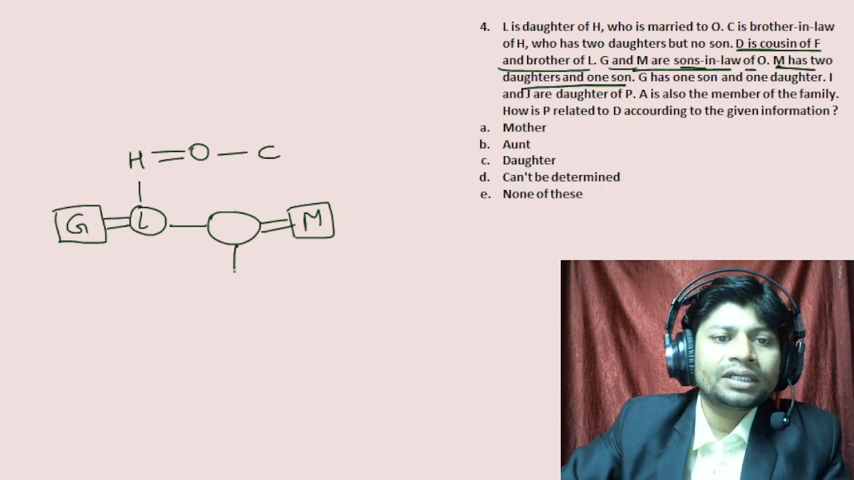 4. L is daughter of H, who is married to O. C is brother-in-law
of H, who has two daughters but no son. D is cousin of F
and brother of L. G and M are sons-in-law of O. M has two
daughters and one son. G has one son and one daughter. I
and J are daughter of P. A is also the member of the family.
How is P related to D accourding to the given information ?
a. Mother
b. Aunt
c. Daughter
d. Can't be determined
e. None of these
H = O — C
G = L — = M